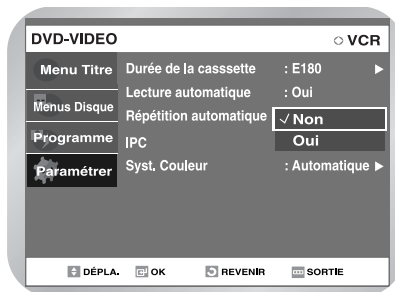 DVD-VIDEO VCR
Menu Titre
Menus Disque
Programme
Paramétrer
Durée de la casssette : E180
Lecture automatique : Oui
Répétition automatique
✓ Non
IPC
Oui
Syst. Couleur : Automatique
DÉPLA. OK REVENIR SORTIE